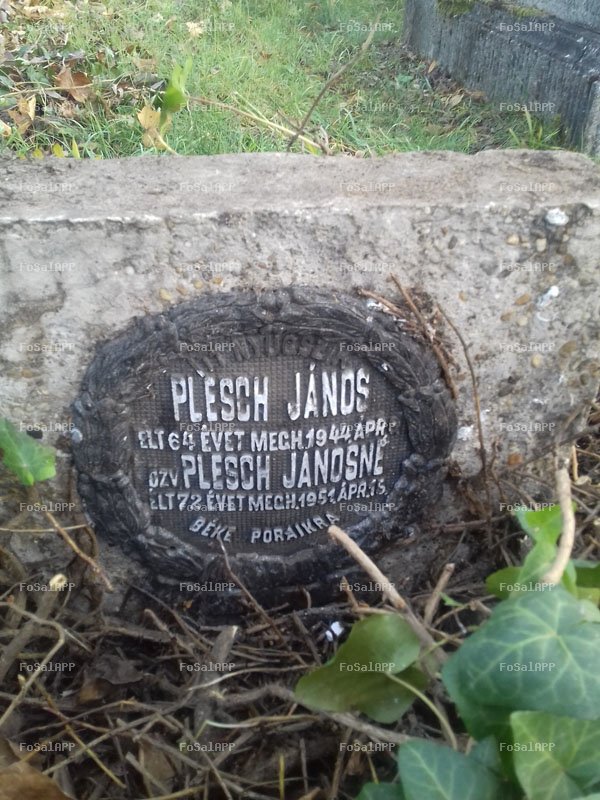 PLESCH JÁNOS
ÉLT 64 ÉVET MEGH.1944 ÁPR.
ÖZV PLESCH JÁNOSNÉ
ÉLT 72 ÉVET MEGH.1951 ÁPR.15.
BÉKE PORAIKRA
FoSalAPP